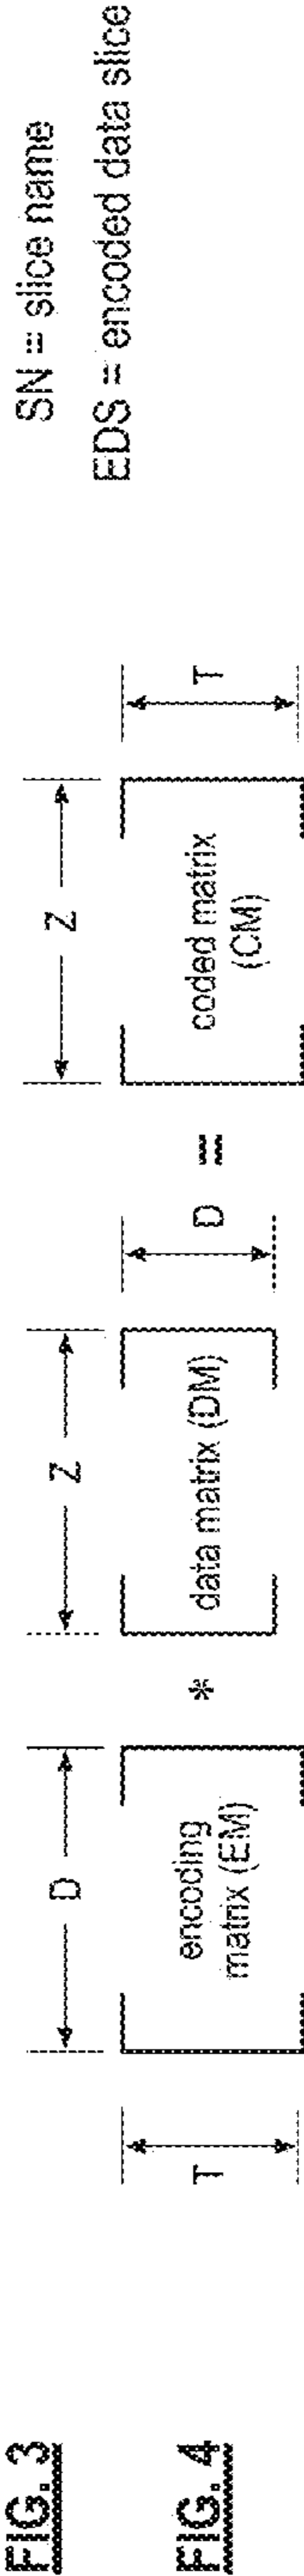 SN = slice name
EDS = encoded data slice
FIG. 3
D
Z
Z
T
encoding
matrix (EM)
*
data matrix (DM)
D
=
coded matrix
(CM)
T
FIG. 4